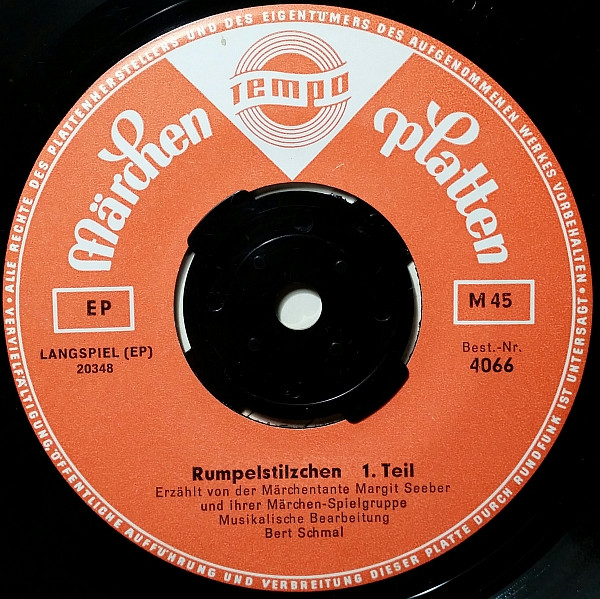 ALLE RECHTE DES PLATTENHERSTELLERS UND DES EIGENTÜMERS DES AUFGENOMMENEN WERKES VORBEHALTEN • VERVIELFÄLTIGUNG, ÖFFENTLICHE AUFFÜHRUNG UND VERBREITUNG DIESER PLATTE DURCH RUNDFUNK IST UNTERSAGT •
Tempo
Märchen
Platten
EP
LANGSPIEL (EP)
20348
M 45
Best.-Nr.
4066
Rumpelstilzchen 1. Teil
Erzählt von der Märchentante Margit Seeber
und ihrer Märchen-Spielgruppe
Musikalische Bearbeitung
Bert Schmal